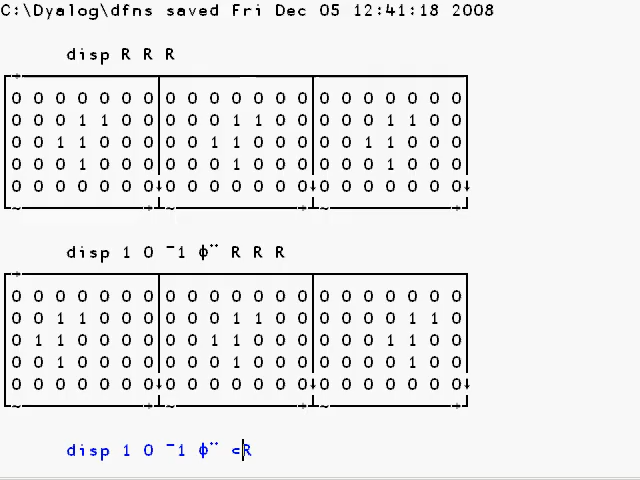 C:\Dyalog\dfns saved Fri Dec 05 12:41:18 2008
disp R R R
0 0 0 0 0 0 0 0 0 0 0 0 0 0 0 0 0 0 0 0 0
0 0 0 1 1 0 0 0 0 0 1 1 0 0 0 0 0 1 1 0 0
0 0 1 1 0 0 0 0 0 1 1 0 0 0 0 0 1 1 0 0 0
0 0 0 1 0 0 0 0 0 0 1 0 0 0 0 0 0 1 0 0 0
0 0 0 0 0 0 0 0 0 0 0 0 0 0 0 0 0 0 0 0 0
disp 1 0 ¯1 ⌽¨ R R R
0 0 0 0 0 0 0 0 0 0 0 0 0 0 0 0 0 0 0 0 0
0 0 1 1 0 0 0 0 0 0 1 1 0 0 0 0 0 0 1 1 0
0 1 1 0 0 0 0 0 0 1 1 0 0 0 0 0 0 1 1 0 0
0 0 1 0 0 0 0 0 0 0 1 0 0 0 0 0 0 0 1 0 0
0 0 0 0 0 0 0 0 0 0 0 0 0 0 0 0 0 0 0 0 0
disp 1 0 ¯1 ⌽¨ ⊂R